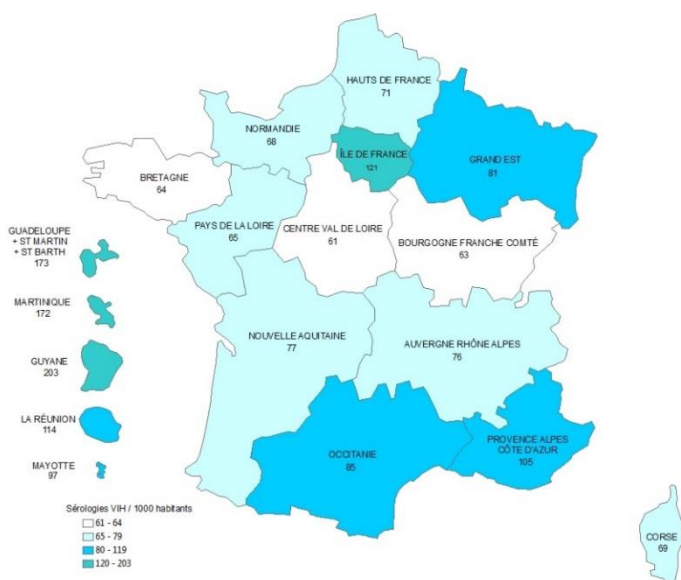 HAUTS DE FRANCE
71
NORMANDIE
68
ÎLE DE FRANCE
121
GRAND EST
81
BRETAGNE
64
PAYS DE LA LOIRE
65
CENTRE VAL DE LOIRE
61
BOURGOGNE FRANCHE COMTÉ
63
GUADELOUPE
+ ST MARTIN
+ ST BARTH
173
MARTINIQUE
172
GUYANE
203
LA RÉUNION
114
MAYOTTE
97
NOUVELLE AQUITAINE
77
AUVERGNE RHÔNE ALPES
76
OCCITANIE
85
PROVENCE ALPES
CÔTE D'AZUR
105
CORSE
69
Sérologies VIH / 1000 habitants
61 - 64
65 - 79
80 - 119
120 - 203